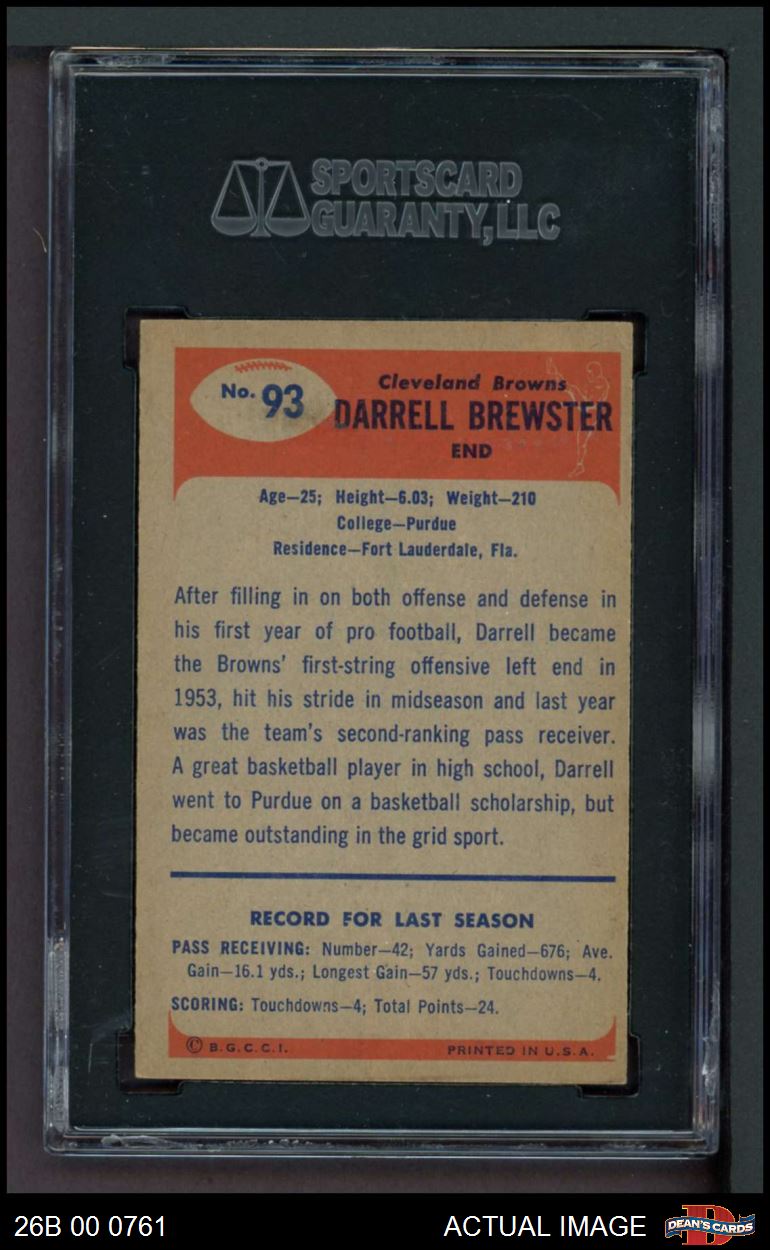 SPORTSCARD
GUARANTY, LLC
No. 93
Cleveland Browns
DARRELL BREWSTER
END
Age—25; Height—6.03; Weight—210
College—Purdue
Residence—Fort Lauderdale, Fla.
After filling in on both offense and defense in
his first year of pro football, Darrell became
the Browns' first-string offensive left end in
1953, hit his stride in midseason and last year
was the team's second-ranking pass receiver.
A great basketball player in high school, Darrell
went to Purdue on a basketball scholarship, but
became outstanding in the grid sport.
RECORD FOR LAST SEASON
PASS RECEIVING: Number—42; Yards Gained—676; Ave.
Gain—16.1 yds.; Longest Gain—57 yds.; Touchdowns—4.
SCORING: Touchdowns—4; Total Points—24.
© B.G.C.C.I.
PRINTED IN U.S.A.
26B 00 0761
ACTUAL IMAGE
D
DEAN'S CARDS